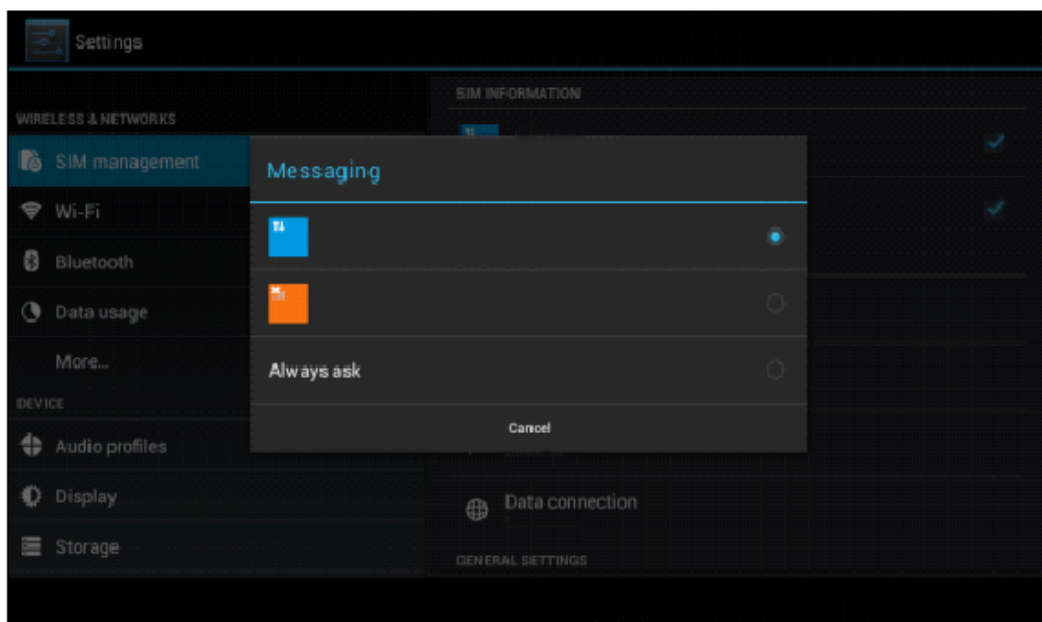 Settings
WIRELESS & NETWORKS
SIM management
Wi-Fi
Bluetooth
Data usage
More...
DEVICE
Audio profiles
Display
Storage
SIM INFORMATION
Messaging
Always ask
Cancel
Data connection
GENERAL SETTINGS